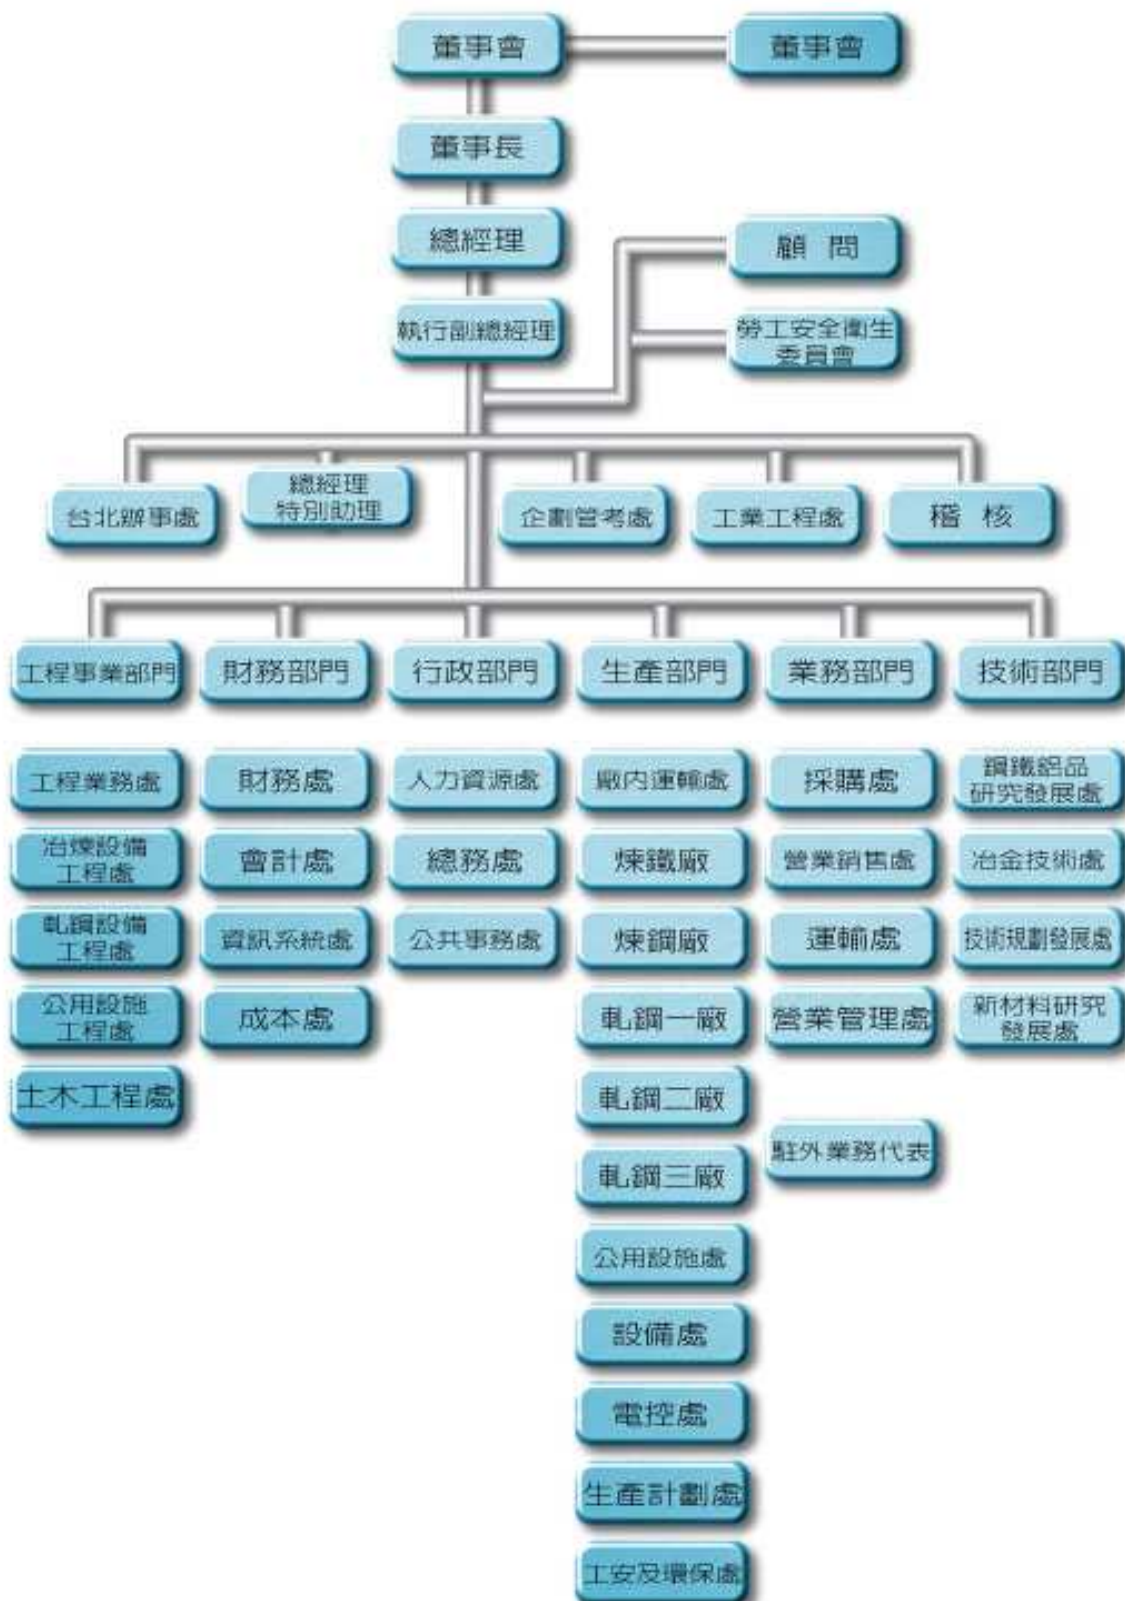 董事會
董事會
董事長
總經理
顧問
執行副總經理
勞工安全衛生
委員會
台北辦事處
總經理
特別助理
企劃管考處
工業工程處
稽核
工程事業部門
財務部門
行政部門
生產部門
業務部門
技術部門
工程業務處
財務處
人力資源處
廠內運輸處
採購處
鋼鐵鋁品
研究發展處
冶煉設備
工程處
會計處
總務處
煉鐵廠
營業銷售處
冶金技術處
軋鋼設備
工程處
資訊系統處
公共事務處
煉鋼廠
運輸處
技術規劃發展處
公用設施
工程處
成本處
軋鋼一廠
營業管理處
新材料研究
發展處
土木工程處
軋鋼二廠
駐外業務代表
軋鋼三廠
公用設施處
設備處
電控處
生產計劃處
工安及環保處